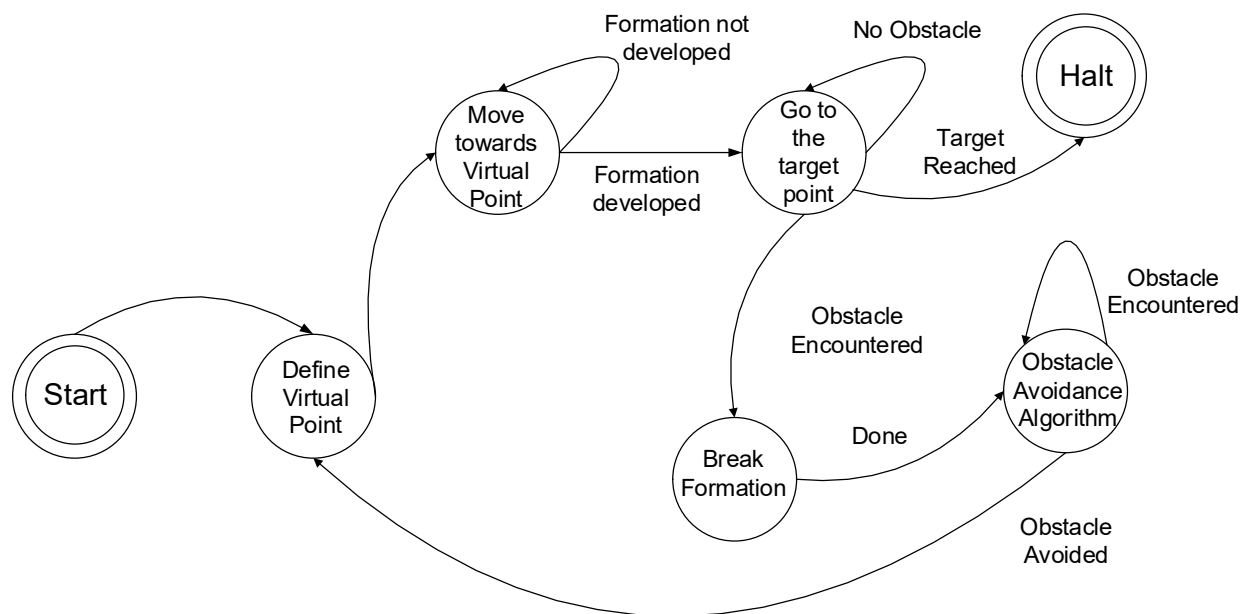 Formation not
developed
No Obstacle
Halt
Move
towards
Virtual
Point
Go to
the
target
point
Target
Reached
Formation
developed
Obstacle
Encountered
Obstacle
Encountered
Start
Define
Virtual
Point
Obstacle
Avoidance
Algorithm
Done
Break
Formation
Obstacle
Avoided